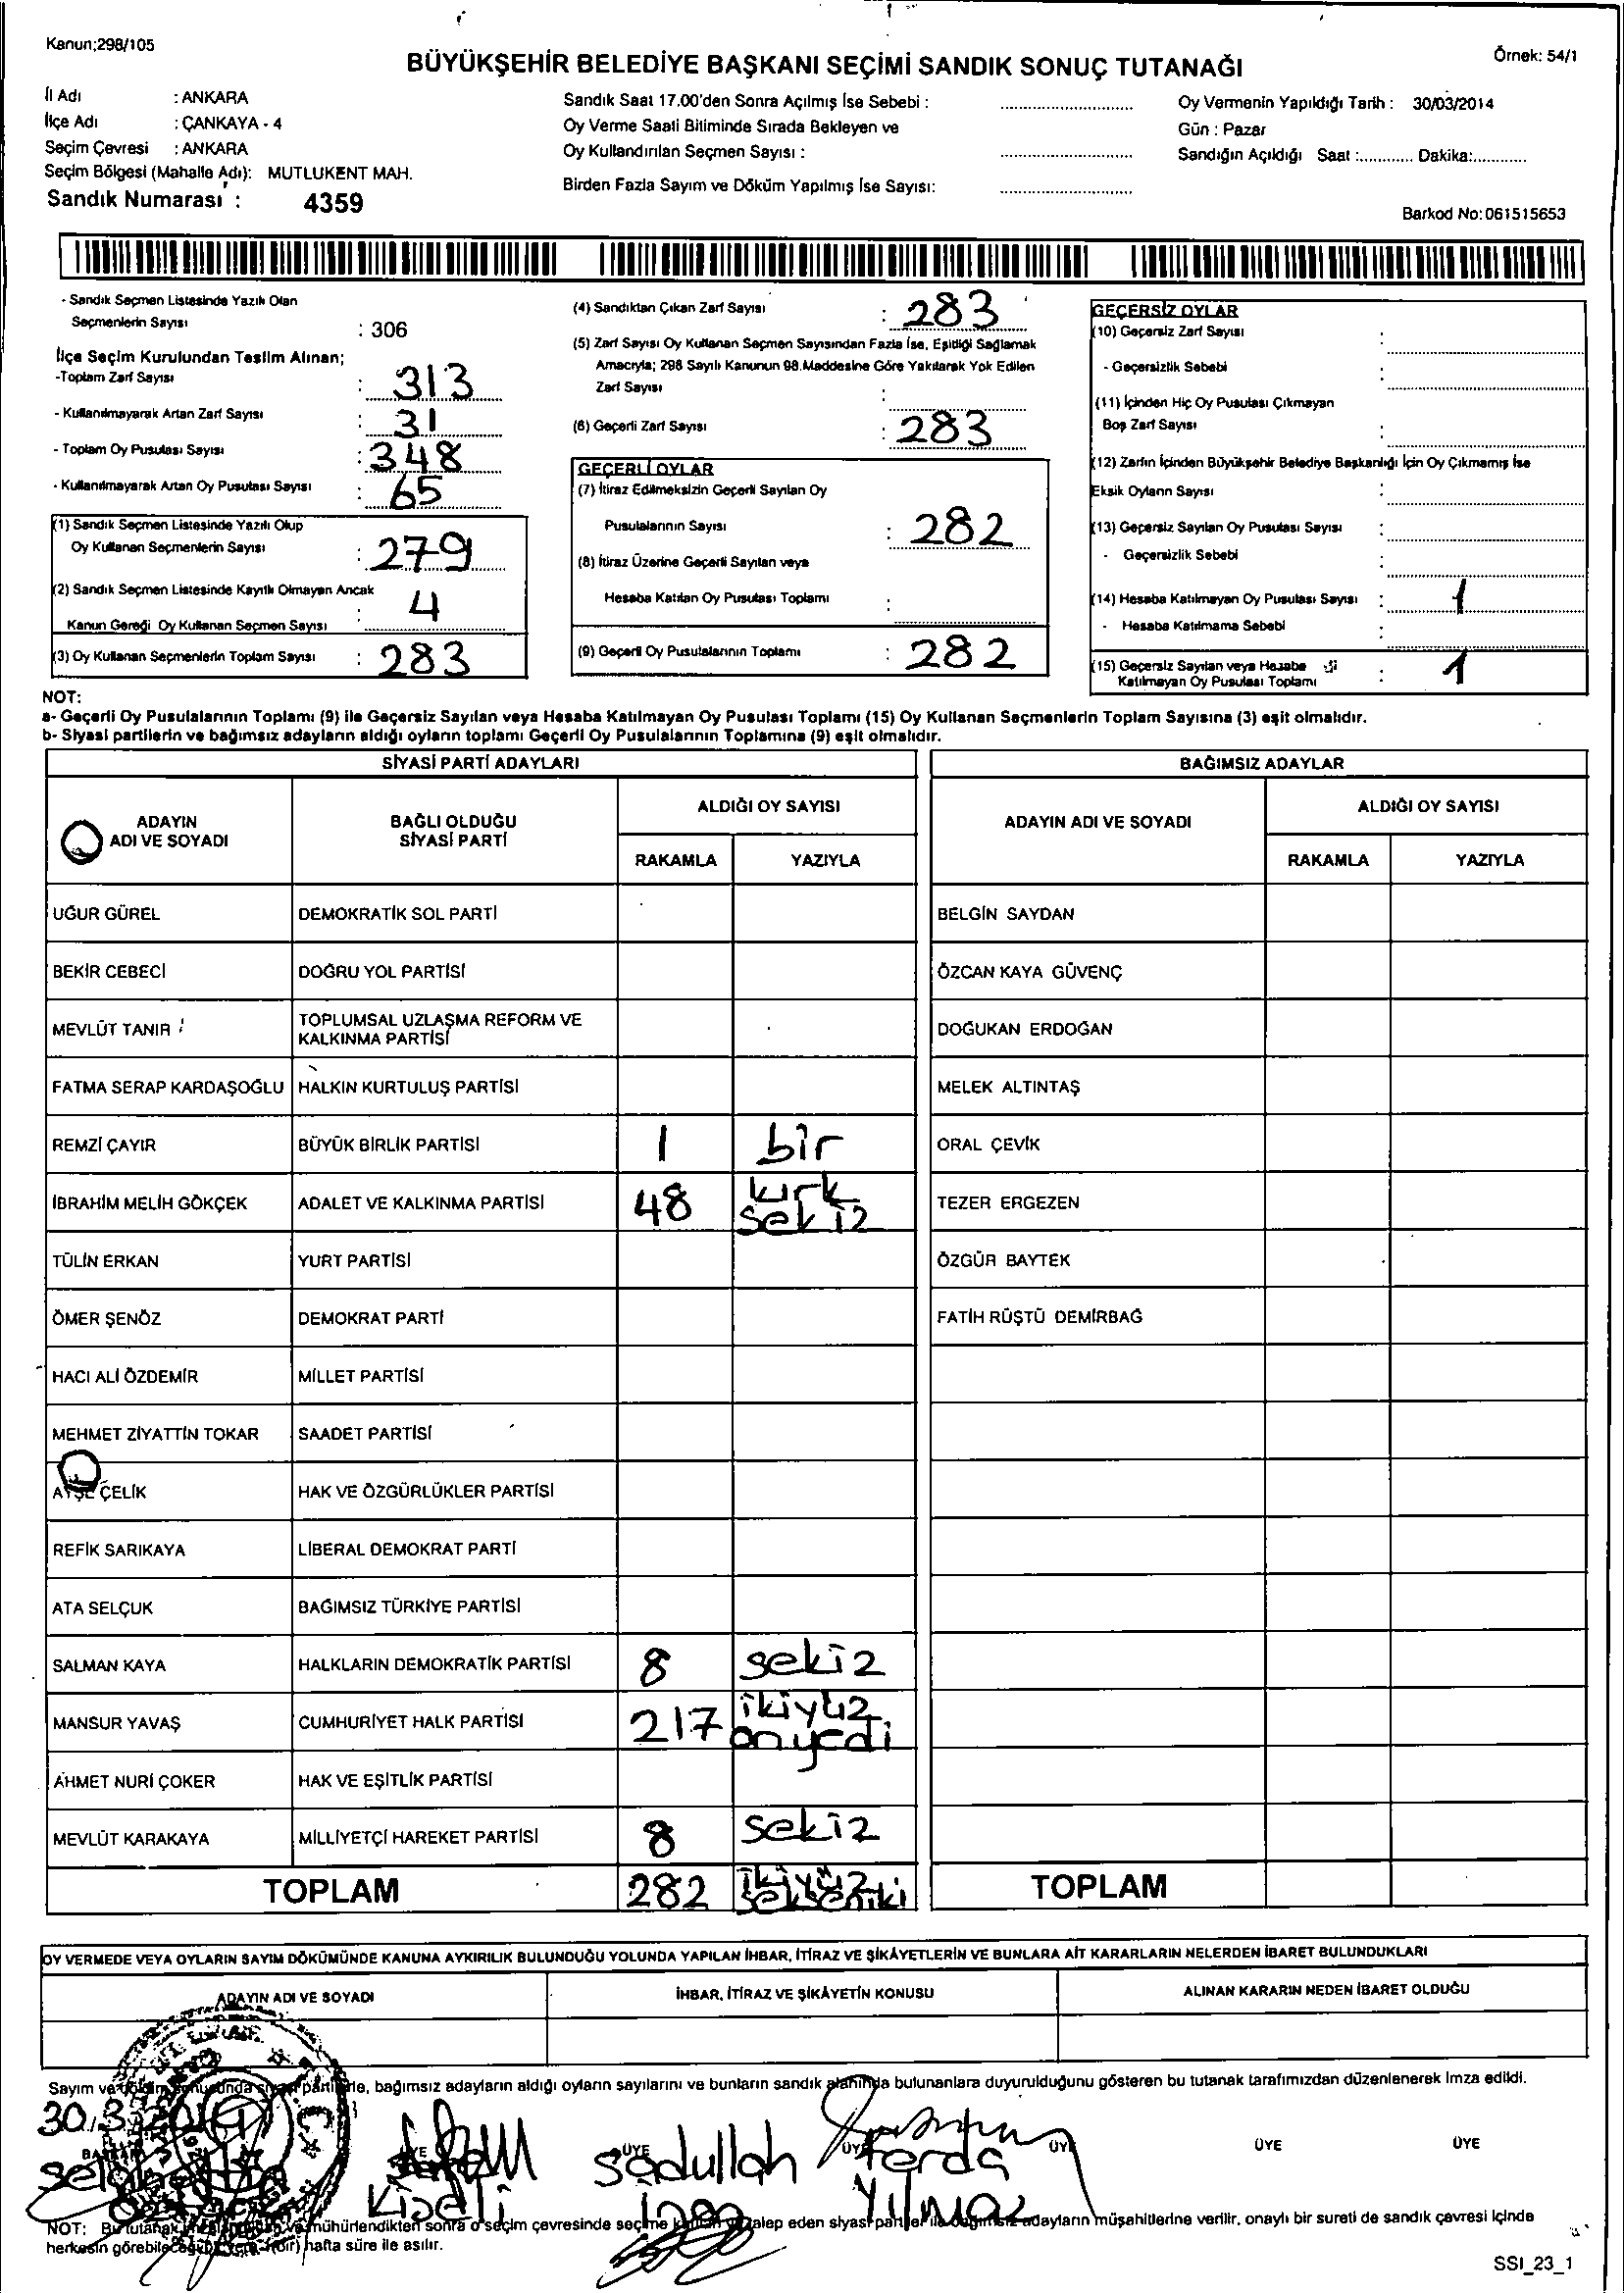 Kanun;298/105
BÜYÜKŞEHİR BELEDİYE BAŞKANI SEÇİMİ SANDIK SONUÇ TUTANAĞI
Örnek: 54/1
İl Adı : ANKARA
İlçe Adı : ÇANKAYA - 4
Seçim Çevresi : ANKARA
Seçim Bölgesi (Mahalle Adı): MUTLUKENT MAH.
Sandık Numarası : 4359
Sandık Saat 17.00'den Sonra Açılmış İse Sebebi :
Oy Verme Saati Bitiminde Sırada Bekleyen ve
Oy Kullandırılan Seçmen Sayısı :
Birden Fazla Sayım ve Döküm Yapılmış İse Sayısı:
Oy Vermenin Yapıldığı Tarih : 30/03/2014
Gün : Pazar
Sandığın Açıldığı Saat :............ Dakika:............
Barkod No:061515653
- Sandık Seçmen Listesinde Yazılı Olan
Seçmenlerin Sayısı : 306
İlçe Seçim Kurulundan Teslim Alınan;
-Toplam Zarf Sayısı : 313
- Kullanılmayarak Artan Zarf Sayısı : 31
- Toplam Oy Pusulası Sayısı : 348
- Kullanılmayarak Artan Oy Pusulası Sayısı : 65
(1) Sandık Seçmen Listesinde Yazılı Olup
Oy Kullanan Seçmenlerin Sayısı : 279
(2) Sandık Seçmen Listesinde Kayıtlı Olmayan Ancak
Kanun Gereği Oy Kullanan Seçmen Sayısı : 4
(3) Oy Kullanan Seçmenlerin Toplam Sayısı : 283
(4) Sandıktan Çıkan Zarf Sayısı : 283
(5) Zarf Sayısı Oy Kullanan Seçmen Sayısından Fazla İse, Eşitliği Sağlamak
Amacıyla; 298 Sayılı Kanunun 98.Maddesine Göre Yakılarak Yok Edilen
Zarf Sayısı :
(6) Geçerli Zarf Sayısı : 283
GEÇERLİ OYLAR
(7) İtiraz Edilmeksizin Geçerli Sayılan Oy
Pusulalarının Sayısı : 282
(8) İtiraz Üzerine Geçerli Sayılan veya
Hesaba Katılan Oy Pusulası Toplamı :
(9) Geçerli Oy Pusulalarının Toplamı : 282
GEÇERSİZ OYLAR
(10) Geçersiz Zarf Sayısı :
- Geçersizlik Sebebi :
(11) İçinden Hiç Oy Pusulası Çıkmayan
Boş Zarf Sayısı :
(12) Zarfın İçinden Büyükşehir Belediye Başkanlığı İçin Oy Çıkmamış İse
Eksik Oyların Sayısı :
(13) Geçersiz Sayılan Oy Pusulası Sayısı :
- Geçersizlik Sebebi
(14) Hesaba Katılmayan Oy Pusulası Sayısı : 1
- Hesaba Katılmama Sebebi :
(15) Geçersiz Sayılan veya Hesaba
Katılmayan Oy Pusulası Toplamı : 1
NOT:
a- Geçerli Oy Pusulalarının Toplamı (9) ile Geçersiz Sayılan veya Hesaba Katılmayan Oy Pusulası Toplamı (15) Oy Kullanan Seçmenlerin Toplam Sayısına (3) eşit olmalıdır.
b- Siyasi partilerin ve bağımsız adayların aldığı oyların toplamı Geçerli Oy Pusulalarının Toplamına (9) eşit olmalıdır.
SİYASİ PARTİ ADAYLARI
ADAYIN ADI VE SOYADI BAĞLI OLDUĞU SİYASİ PARTİ ALDIĞI OY SAYISI
RAKAMLA YAZIYLA
UĞUR GÜREL DEMOKRATİK SOL PARTİ
BEKİR CEBECİ DOĞRU YOL PARTİSİ
MEVLÜT TANIR TOPLUMSAL UZLAŞMA REFORM VE KALKINMA PARTİSİ
FATMA SERAP KARDAŞOĞLU HALKIN KURTULUŞ PARTİSİ
REMZİ ÇAYIR BÜYÜK BİRLİK PARTİSİ 1 bir
İBRAHİM MELİH GÖKÇEK ADALET VE KALKINMA PARTİSİ 48 kırk sekiz
TÜLİN ERKAN YURT PARTİSİ
ÖMER ŞENÖZ DEMOKRAT PARTİ
HACI ALİ ÖZDEMİR MİLLET PARTİSİ
MEHMET ZİYATTİN TOKAR SAADET PARTİSİ
AYŞE ÇELİK HAK VE ÖZGÜRLÜKLER PARTİSİ
REFİK SARIKAYA LİBERAL DEMOKRAT PARTİ
ATA SELÇUK BAĞIMSIZ TÜRKİYE PARTİSİ
SALMAN KAYA HALKLARIN DEMOKRATİK PARTİSİ 8 sekiz
MANSUR YAVAŞ CUMHURİYET HALK PARTİSİ 217 ikiyüz onyedi
AHMET NURİ ÇOKER HAK VE EŞİTLİK PARTİSİ
MEVLÜT KARAKAYA MİLLİYETÇİ HAREKET PARTİSİ 8 sekiz
TOPLAM 282 ikiyüz sekseniki
BAĞIMSIZ ADAYLAR
ADAYIN ADI VE SOYADI ALDIĞI OY SAYISI
RAKAMLA YAZIYLA
BELGİN SAYDAN
ÖZCAN KAYA GÜVENÇ
DOĞUKAN ERDOĞAN
MELEK ALTINTAŞ
ORAL ÇEVİK
TEZER ERGEZEN
ÖZGÜR BAYTEK
FATİH RÜŞTÜ DEMİRBAĞ
TOPLAM
OY VERMEDE VEYA OYLARIN SAYIM DÖKÜMÜNDE KANUNA AYKIRILIK BULUNDUĞU YOLUNDA YAPILAN İHBAR, İTİRAZ VE ŞİKÂYETLERİN VE BUNLARA AİT KARARLARIN NELERDEN İBARET BULUNDUKLARI
ADAYIN ADI VE SOYADI İHBAR, İTİRAZ VE ŞİKÂYETİN KONUSU ALINAN KARARIN NEDEN İBARET OLDUĞU
Sayım ve bağımsız adayların aldığı oyların sayılarını ve bunların sandık alanında bulunanlara duyurulduğunu gösteren bu tutanak tarafımızdan düzenlenerek imza edildi.
30.3.2014
BAŞKAN ÜYE ÜYE ÜYE ÜYE ÜYE
Sadullah Ferda
Kiseli Yılmaz
NOT: Bu tutanak mühürlendikten sonra o seçim çevresinde seçime talep eden siyasi partiler ile bağımsız adayların müşahitlerine verilir, onaylı bir sureti de sandık çevresi içinde
herkesin görebileceği (bir) hafta süre ile asılır.
SSI_23_1